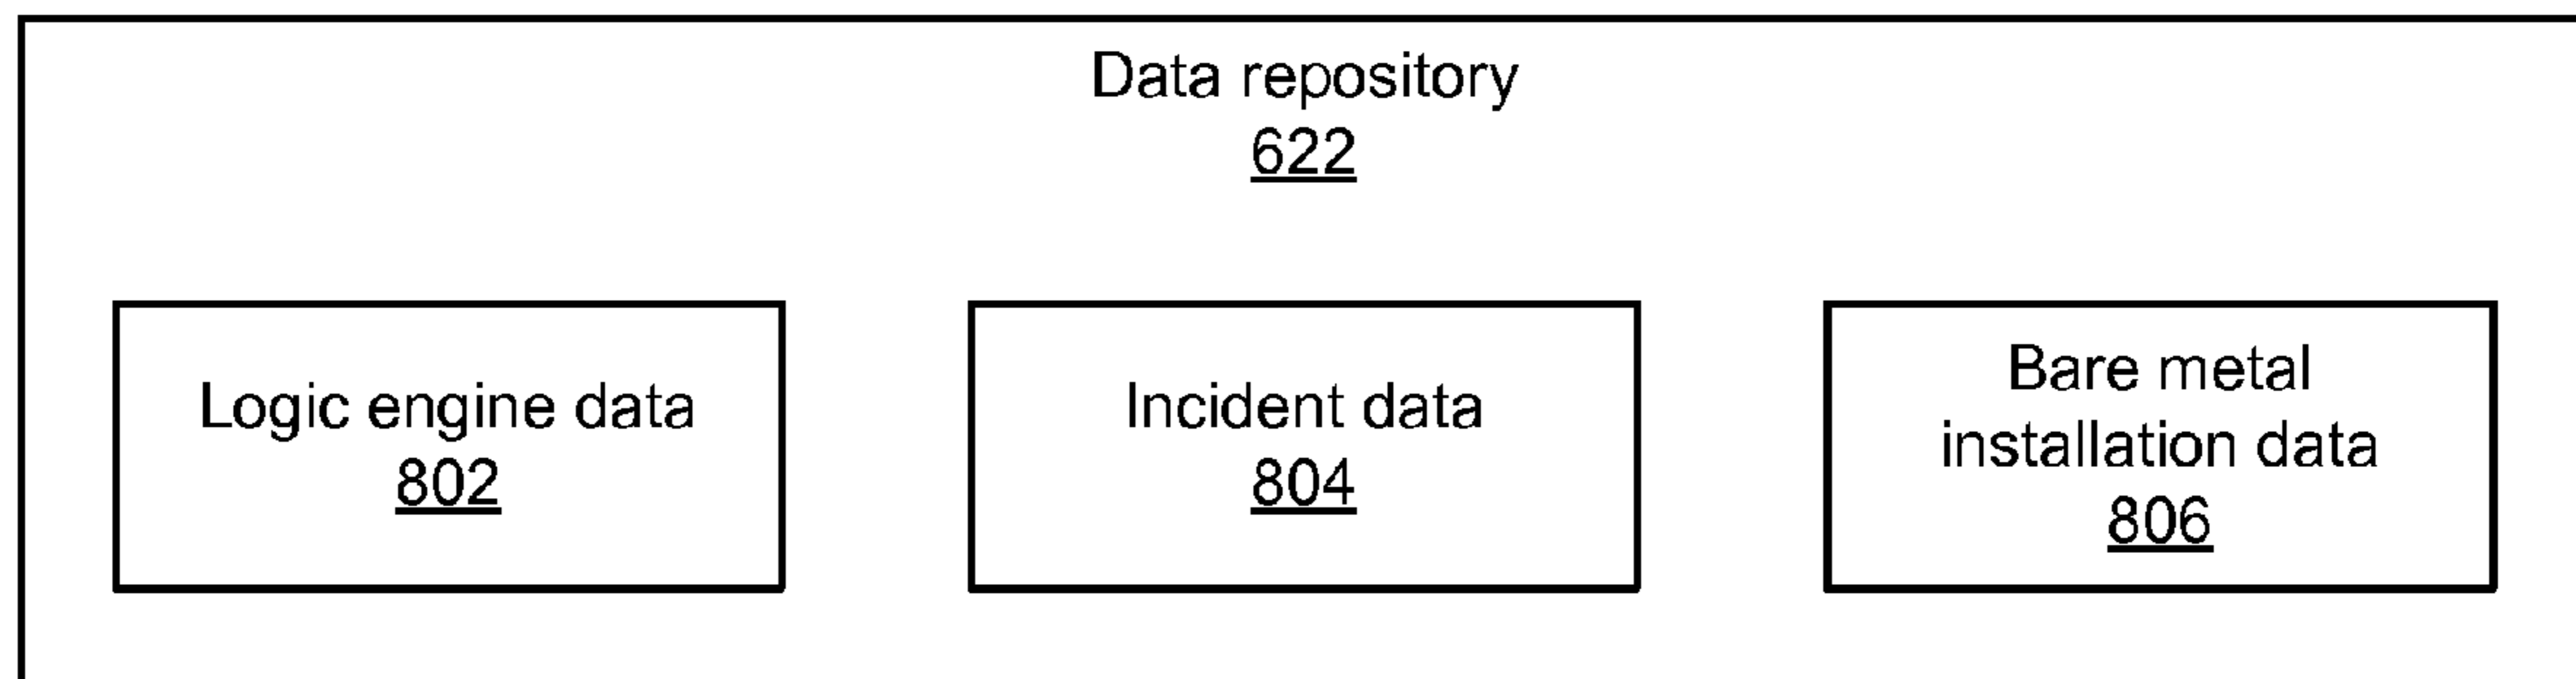 Data repository
622
Logic engine data
802
Incident data
804
Bare metal
installation data
806